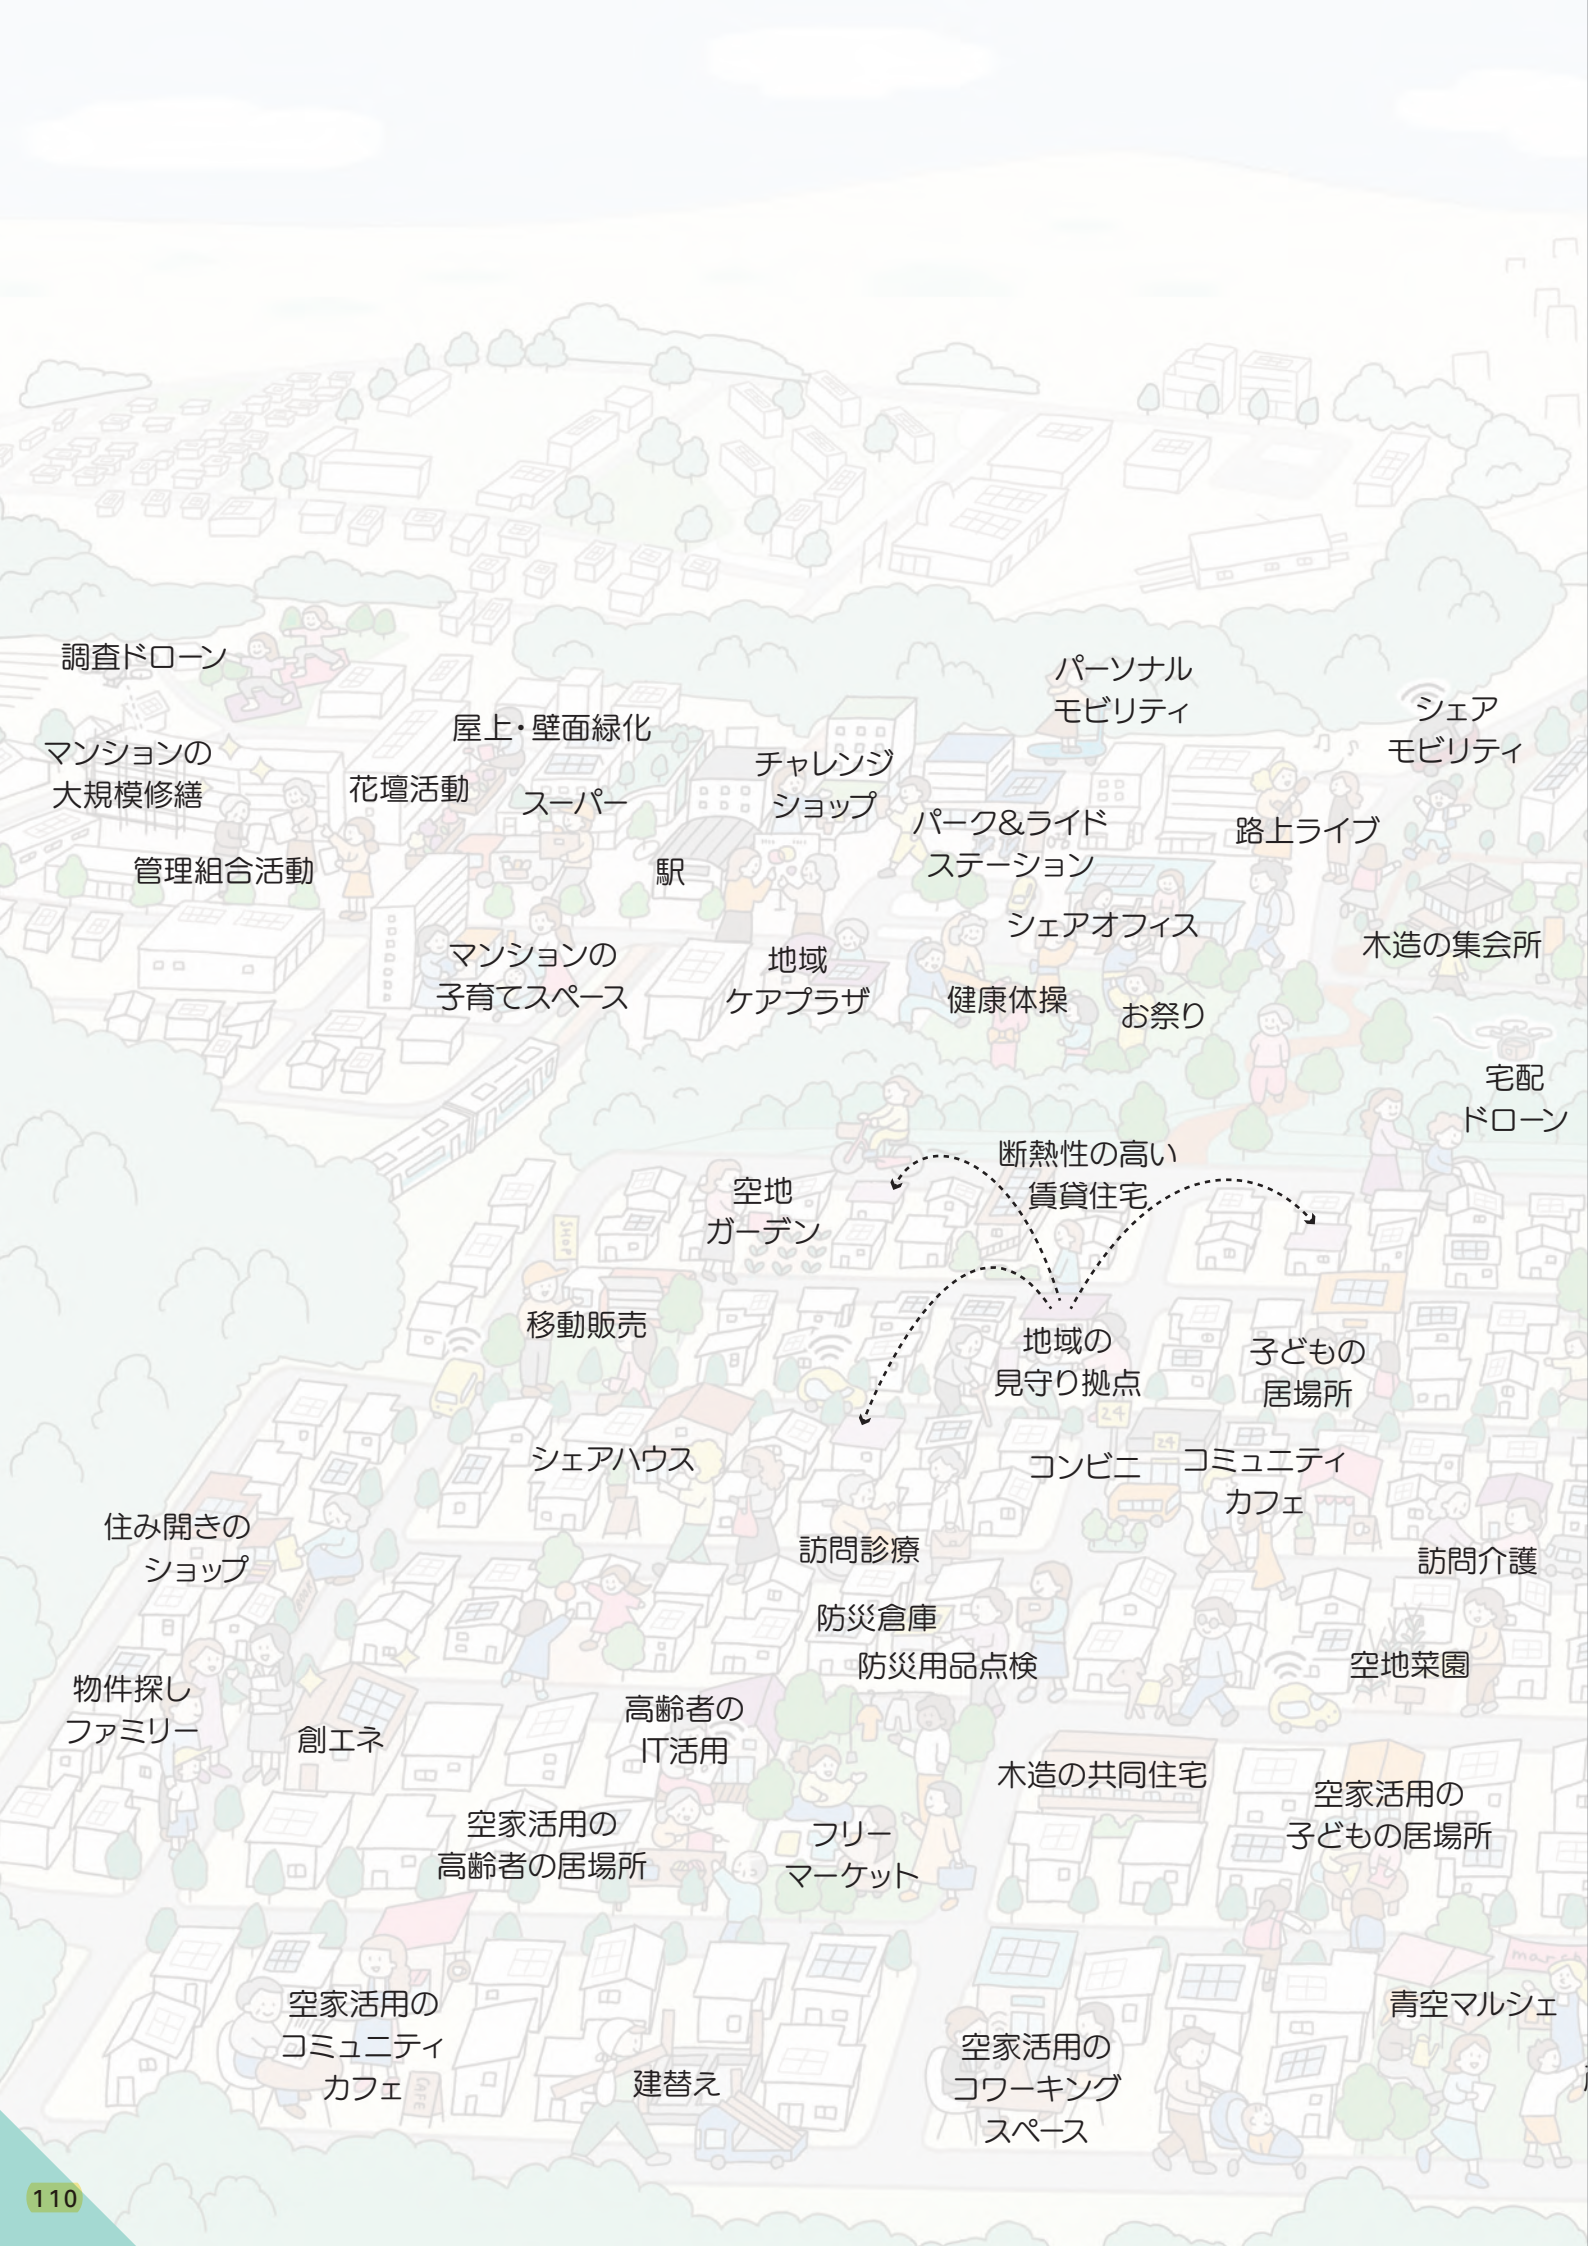 調査ドローン
パーソナル
モビリティ
シェア
モビリティ
屋上・壁面緑化
マンションの
大規模修繕
花壇活動
スーパー
チャレンジ
ショップ
パーク&ライド
ステーション
路上ライブ
管理組合活動
駅
シェアオフィス
木造の集会所
マンションの
子育てスペース
地域
ケアプラザ
健康体操
お祭り
宅配
ドローン
断熱性の高い
賃貸住宅
空地
ガーデン
SHOP
移動販売
地域の
見守り拠点
子どもの
居場所
24
24
シェアハウス
コンビニ
コミュニティ
カフェ
住み開きの
ショップ
訪問診療
訪問介護
防災倉庫
防災用品点検
空地菜園
物件探し
ファミリー
創エネ
高齢者の
IT活用
木造の共同住宅
空家活用の
子どもの居場所
空家活用の
高齢者の居場所
フリー
マーケット
空家活用の
コミュニティ
カフェ
CAFE
建替え
空家活用の
コワーキング
スペース
青空マルシェ
110